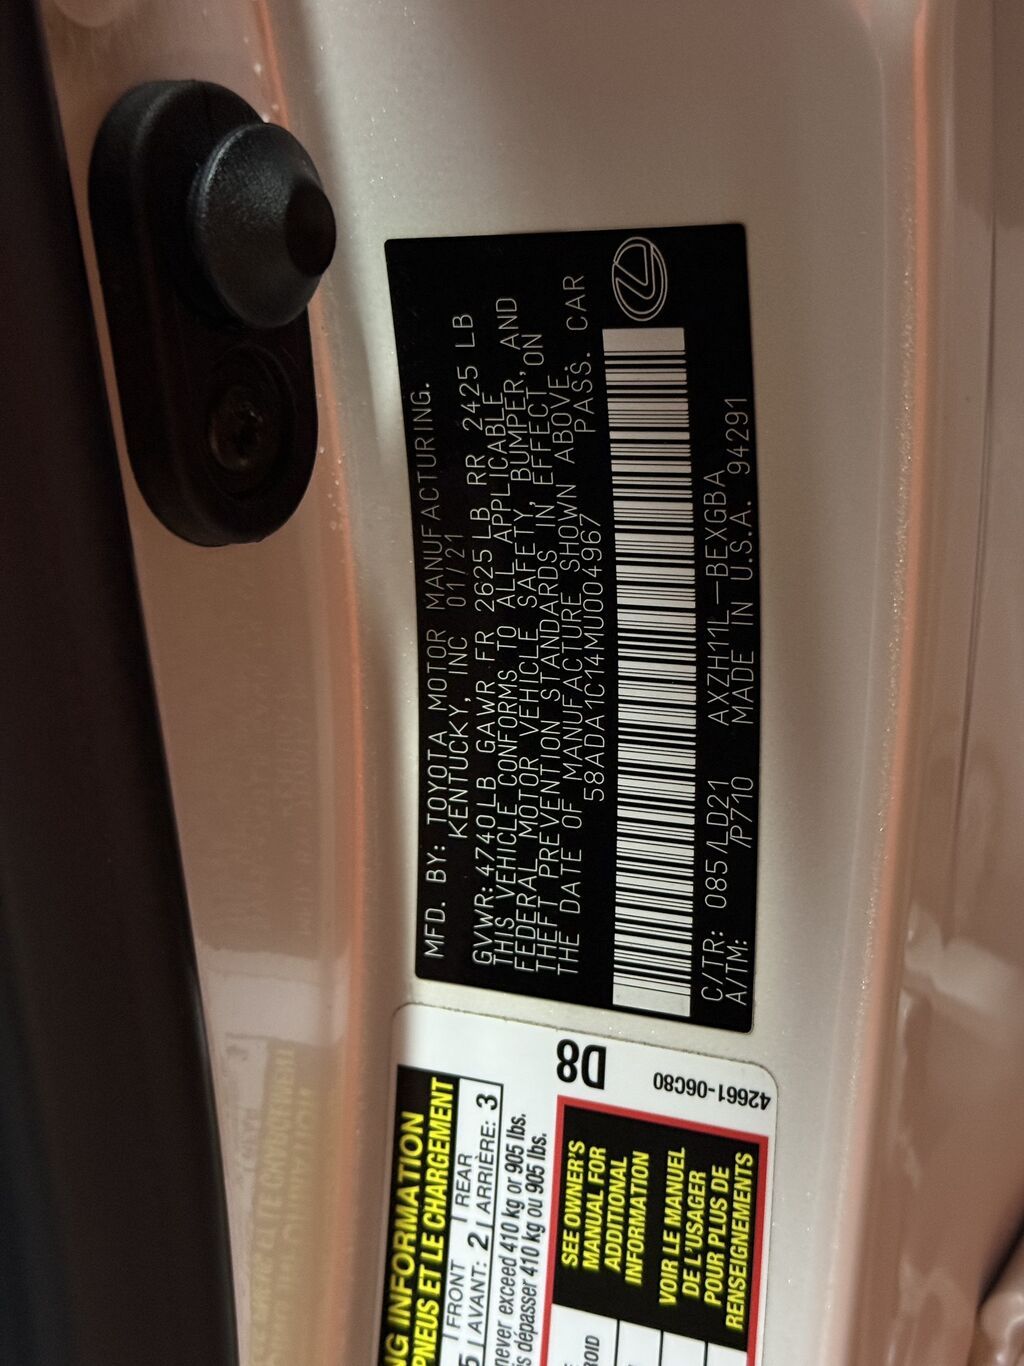 MFD. BY: TOYOTA MOTOR MANUFACTURING.
KENTUCKY, INC 01/21
GVWR: 4740LB GAWR FR 2625LB RR 2425 LB
THIS VEHICLE CONFORMS TO ALL APPLICABLE
FEDERAL MOTOR VEHICLE SAFETY, BUMPER, AND
THEFT PREVENTION STANDARDS IN EFFECT ON
THE DATE OF MANUFACTURE SHOWN ABOVE.
58ADA1C14MU004967 PASS. CAR
C/TR: 085/LD21 AXZH11L-BEXGBA
A/TM: /P710 MADE IN U.S.A. 94291
INFORMATION
PNEUS ET LE CHARGEMENT
FRONT REAR
5 AVANT: 2 ARRIÈRE: 3
never exceed 410 kg or 905 lbs.
dépasser 410 kg ou 905 lbs.
D8
42661-06C80
SEE OWNER'S
MANUAL FOR
ADDITIONAL
INFORMATION
VOIR LE MANUEL
DE L'USAGER
POUR PLUS DE
RENSEIGNEMENTS